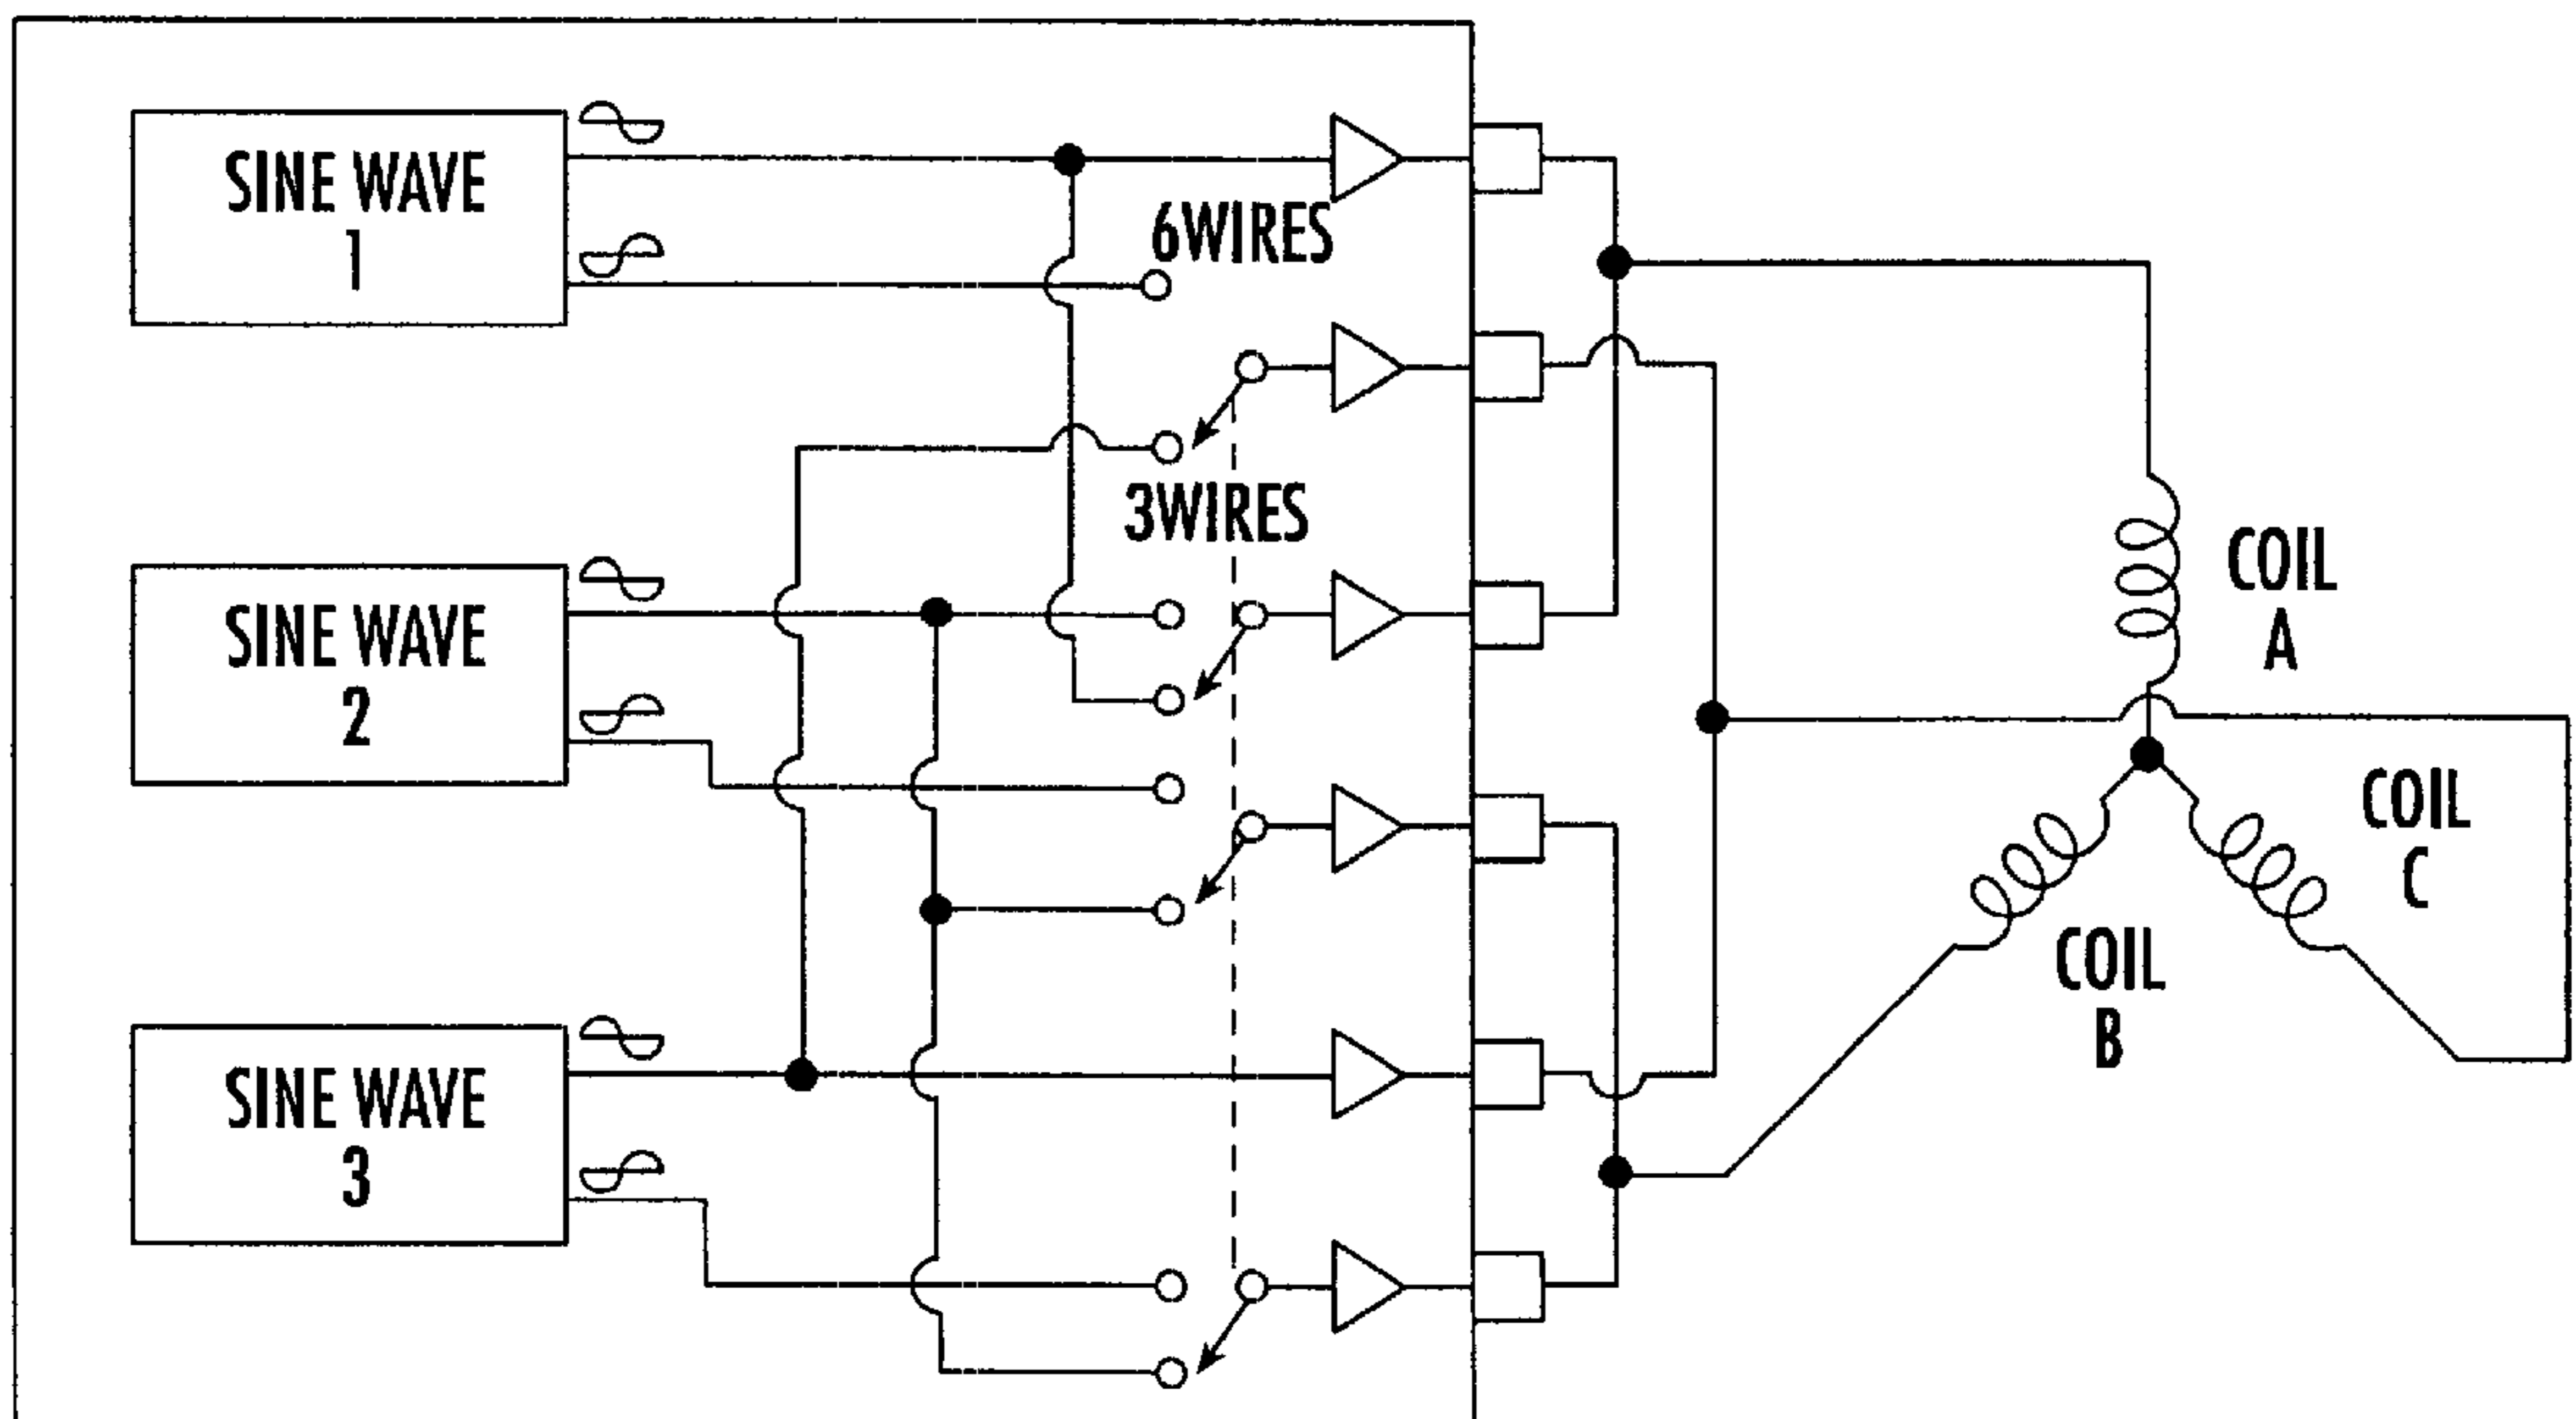 SINE WAVE
1
6WIRES
3WIRES
SINE WAVE
2
COIL
A
COIL
C
COIL
B
SINE WAVE
3